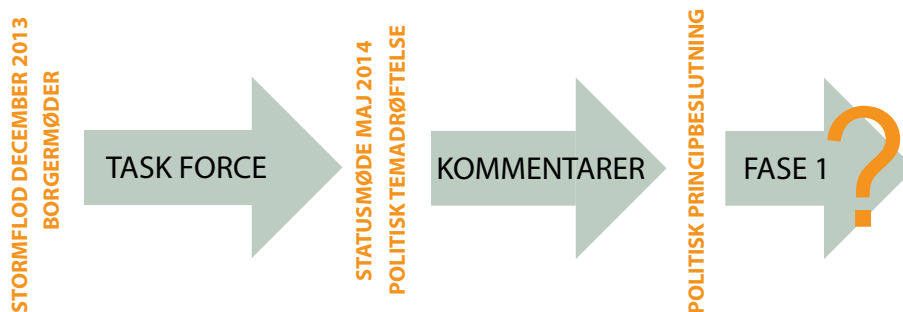 STORMFLOD DECEMBER 2013
BORGERMØDER
TASK FORCE
STATUSMØDE MAJ 2014
POLITISK TEMADRØFTELSE
KOMMENTARER
POLITISK PRINCIPBESLUTNING
FASE 1
?